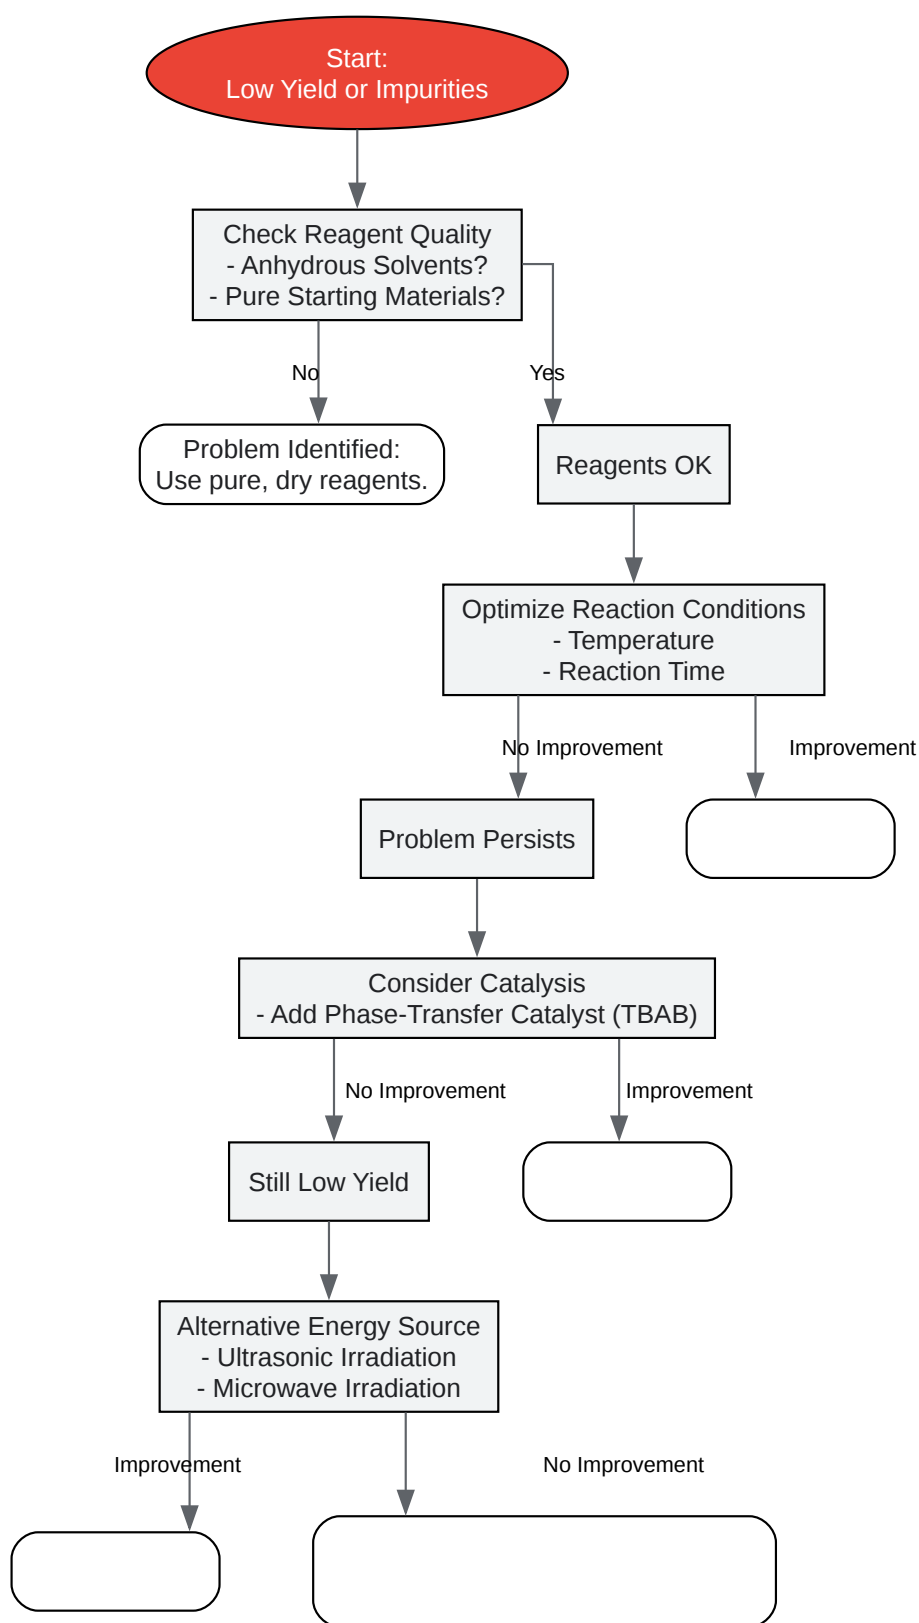 Start:
Low Yield or Impurities
Check Reagent Quality
- Anhydrous Solvents?
- Pure Starting Materials?
No
Yes
Problem Identified:
Use pure, dry reagents.
Reagents OK
Optimize Reaction Conditions
- Temperature
- Reaction Time
No Improvement
Improvement
Problem Persists
Consider Catalysis
- Add Phase-Transfer Catalyst (TBAB)
No Improvement
Improvement
Still Low Yield
Alternative Energy Source
- Ultrasonic Irradiation
- Microwave Irradiation
Improvement
No Improvement